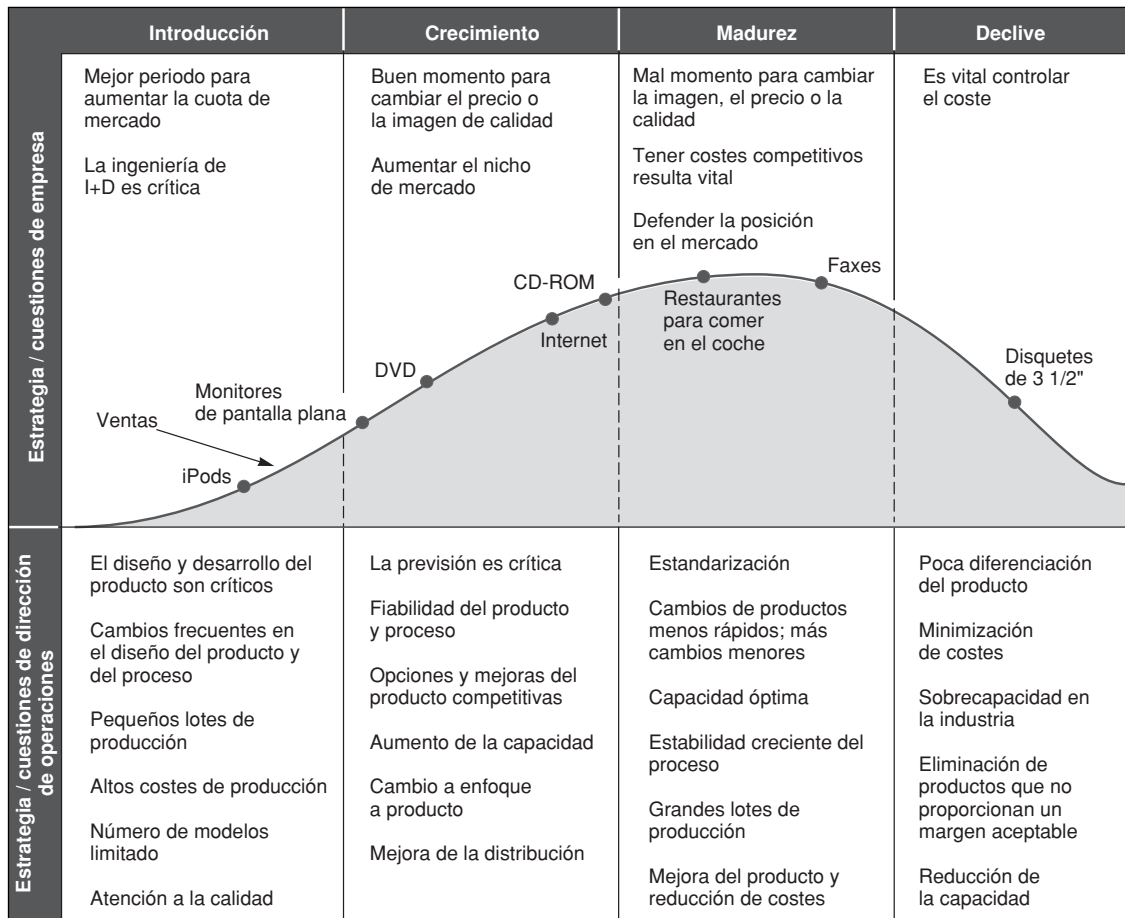 Introducción
Crecimiento
Madurez
Declive
Estrategia / cuestiones de empresa
Mejor periodo para
aumentar la cuota de
mercado
La ingeniería de
I+D es crítica
Buen momento para
cambiar el precio o
la imagen de calidad
Aumentar el nicho
de mercado
Mal momento para cambiar
la imagen, el precio o la
calidad
Tener costes competitivos
resulta vital
Defender la posición
en el mercado
Es vital controlar
el coste
Ventas
iPods
Monitores
de pantalla plana
DVD
CD-ROM
Internet
Restaurantes
para comer
en el coche
Faxes
Disquetes
de 3 1/2"
Estrategia / cuestiones de dirección
de operaciones
El diseño y desarrollo del
producto son críticos
Cambios frecuentes en
el diseño del producto y
del proceso
Pequeños lotes de
producción
Altos costes de producción
Número de modelos
limitado
Atención a la calidad
La previsión es crítica
Fiabilidad del producto
y proceso
Opciones y mejoras del
producto competitivas
Aumento de la capacidad
Cambio a enfoque
a producto
Mejora de la distribución
Estandarización
Cambios de productos
menos rápidos; más
cambios menores
Capacidad óptima
Estabilidad creciente del
proceso
Grandes lotes de
producción
Mejora del producto y
reducción de costes
Poca diferenciación
del producto
Minimización
de costes
Sobrecapacidad en
la industria
Eliminación de
productos que no
proporcionan un
margen aceptable
Reducción de
la capacidad